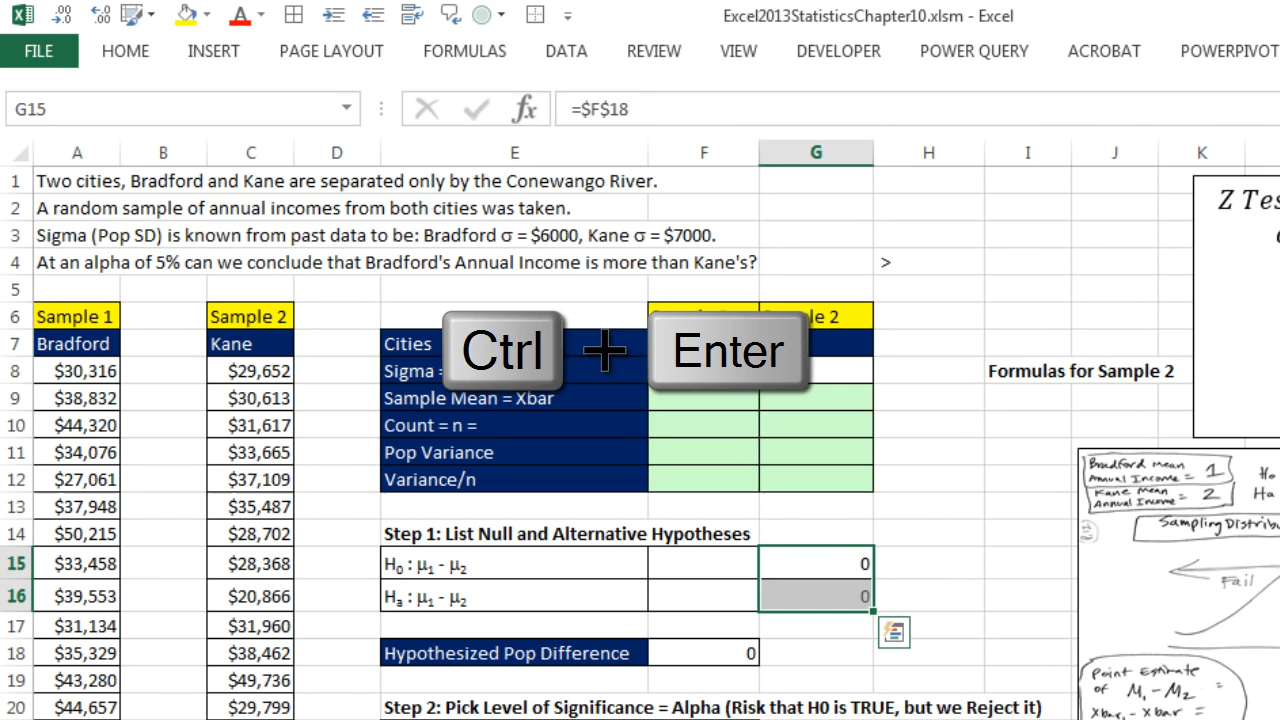 Excel2013StatisticsChapter10.xlsm - Excel
FILE HOME INSERT PAGE LAYOUT FORMULAS DATA REVIEW VIEW DEVELOPER POWER QUERY ACROBAT POWERPIVOT
G15 fx =$F$18
A B C D E F G H I J K
1 Two cities, Bradford and Kane are separated only by the Conewango River.
2 A random sample of annual incomes from both cities was taken.
3 Sigma (Pop SD) is known from past data to be: Bradford σ = $6000, Kane σ = $7000.
4 At an alpha of 5% can we conclude that Bradford's Annual Income is more than Kane's? >
5
6 Sample 1 Sample 2 2
7 Bradford Kane Cities
8 $30,316 $29,652 Sigma = Formulas for Sample 2
9 $38,832 $30,613 Sample Mean = Xbar
10 $44,320 $31,617 Count = n =
11 $34,076 $33,665 Pop Variance
12 $27,061 $37,109 Variance/n
13 $37,948 $35,487
14 $50,215 $28,702 Step 1: List Null and Alternative Hypotheses
15 $33,458 $28,368 H₀ : µ₁ - µ₂ 0
16 $39,553 $20,866 Hₐ : µ₁ - µ₂ 0
17 $31,134 $31,960
18 $35,329 $38,462 Hypothesized Pop Difference 0
19 $43,280 $49,736
20 $44,657 $29,799 Step 2: Pick Level of Significance = Alpha (Risk that H0 is TRUE, but we Reject it)
Ctrl + Enter
Z Tes
Bradford Mean
Annual Income = 1
Kane Mean
Annual Income = 2
Ho
Ha
Sampling Distribu
Fail
Point Estimate
of M₁ - M₂ =
Xbar₁ - Xbar =